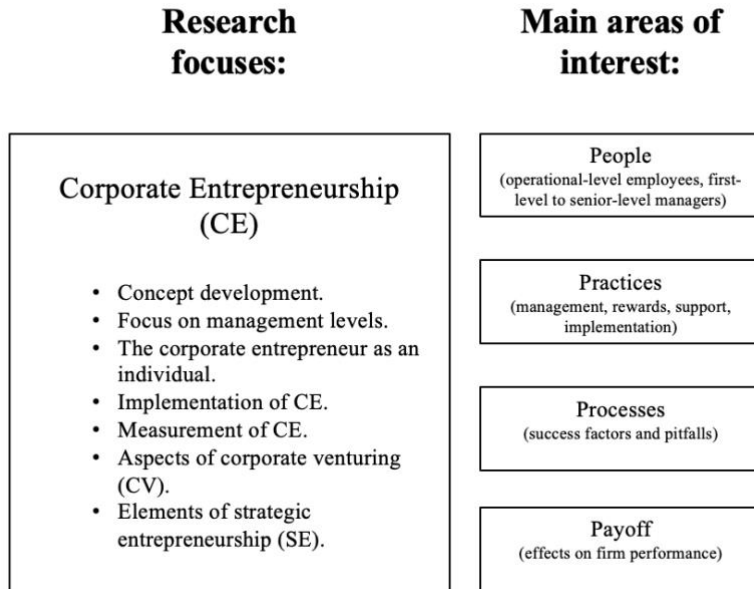 Research
focuses:
Main areas of
interest:
Corporate Entrepreneurship
(CE)
• Concept development.
• Focus on management levels.
• The corporate entrepreneur as an
individual.
• Implementation of CE.
• Measurement of CE.
• Aspects of corporate venturing
(CV).
• Elements of strategic
entrepreneurship (SE).
People
(operational-level employees, first-
level to senior-level managers)
Practices
(management, rewards, support,
implementation)
Processes
(success factors and pitfalls)
Payoff
(effects on firm performance)